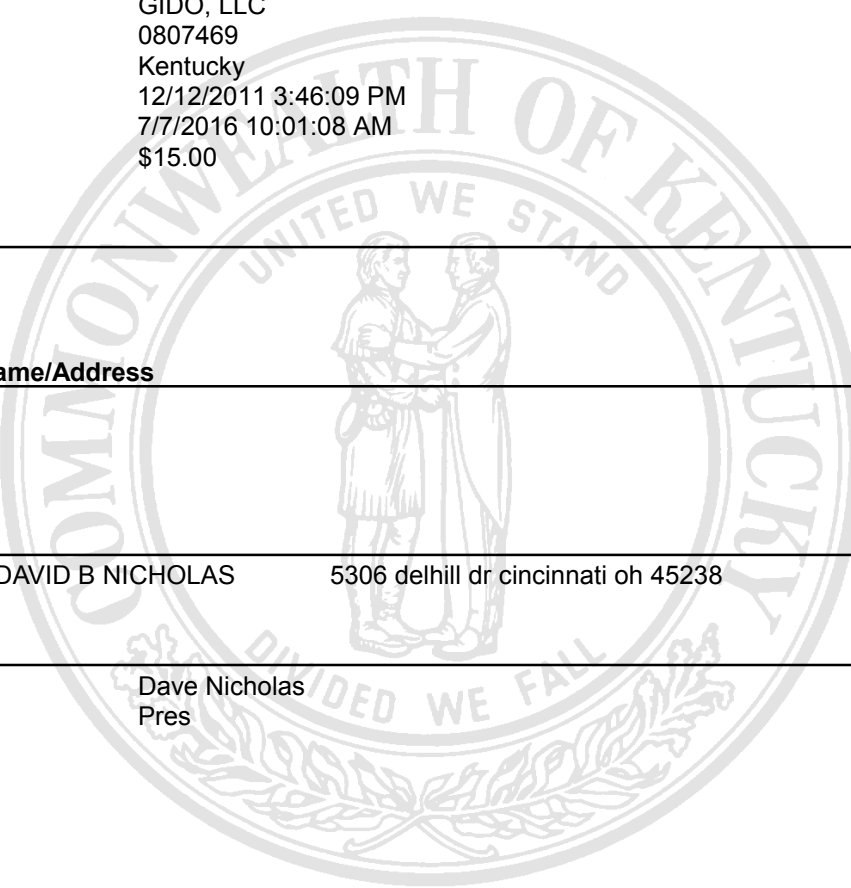 GIDO, LLC
0807469
Kentucky
12/12/2011 3:46:09 PM
7/7/2016 10:01:08 AM
$15.00
COMMONWEALTH OF KENTUCKY
UNITED WE STAND
ame/Address
DAVID B NICHOLAS 5306 delhill dr cincinnati oh 45238
DIVIDED WE FALL
Dave Nicholas
Pres